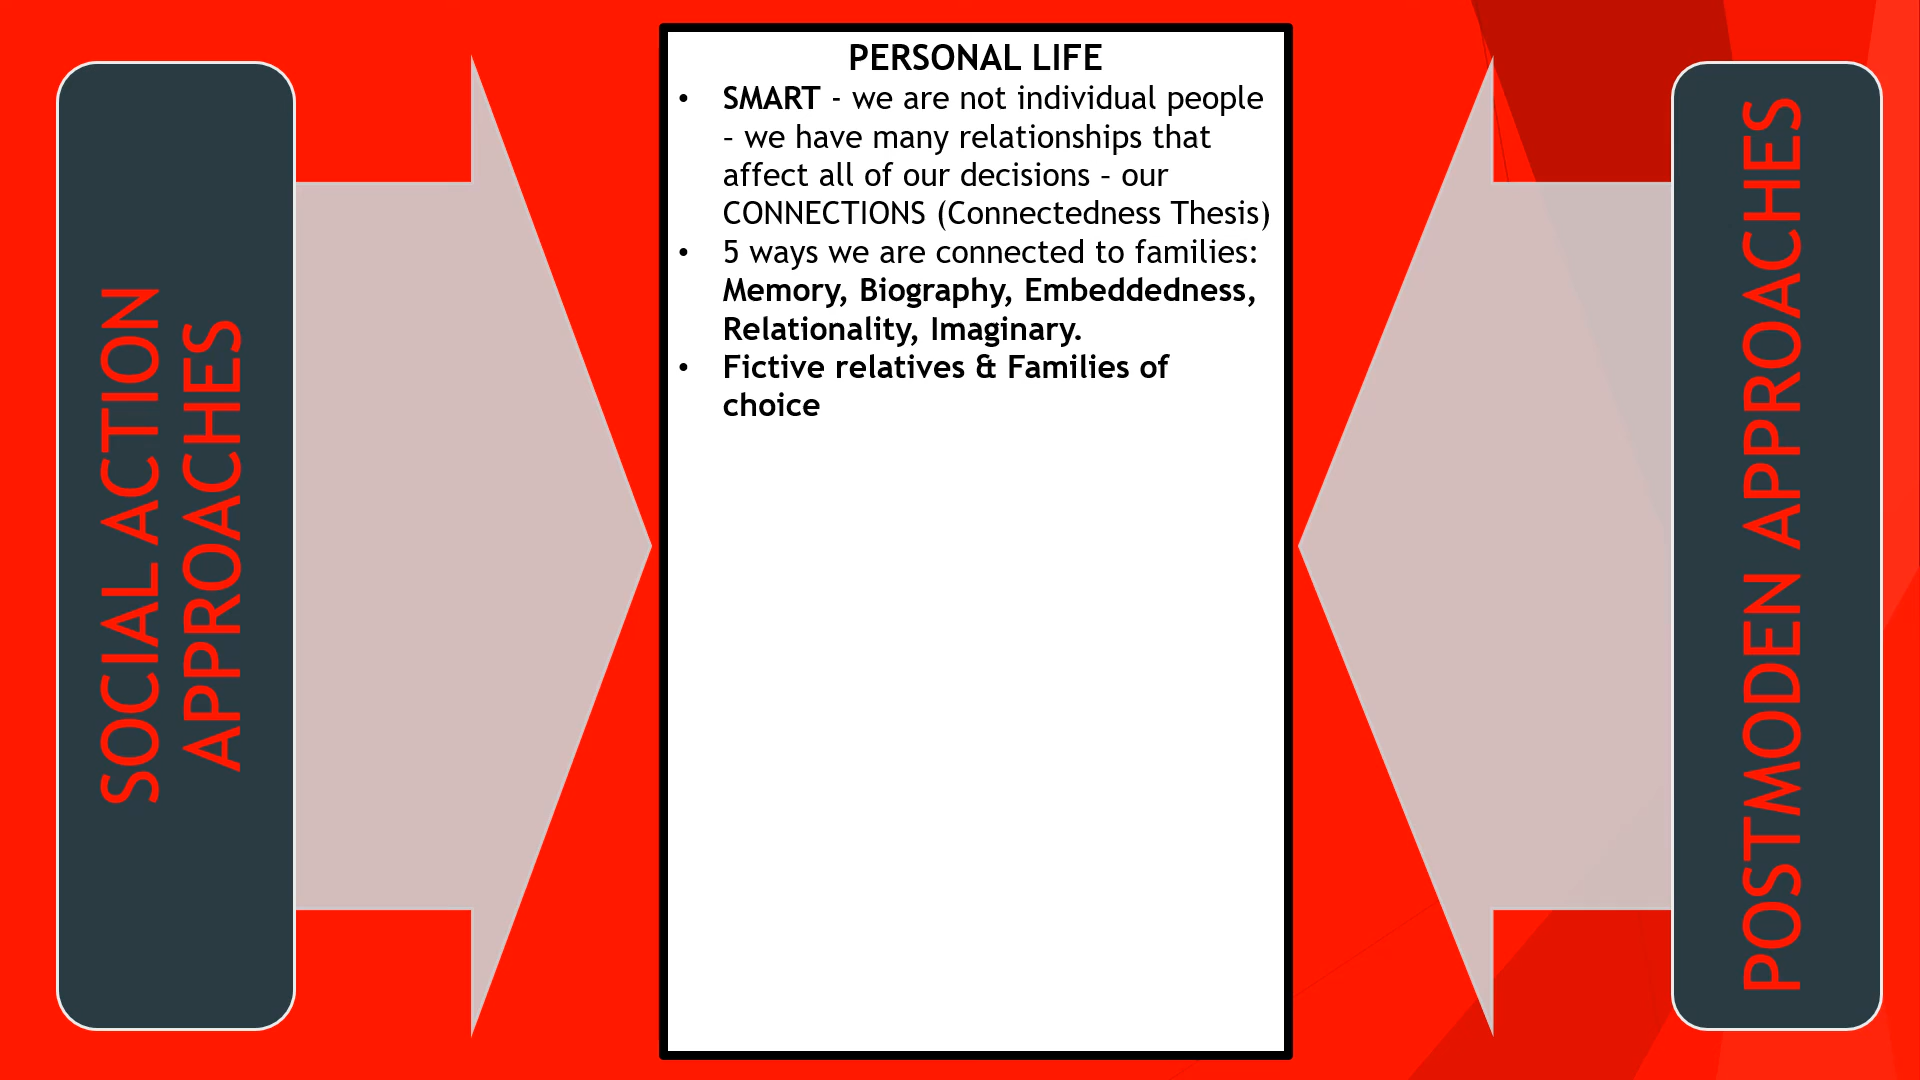 SOCIAL ACTION
APPROACHES
PERSONAL LIFE
• SMART - we are not individual people
– we have many relationships that
affect all of our decisions – our
CONNECTIONS (Connectedness Thesis)
• 5 ways we are connected to families:
Memory, Biography, Embeddedness,
Relationality, Imaginary.
• Fictive relatives & Families of
choice
POSTMODEN APPROACHES